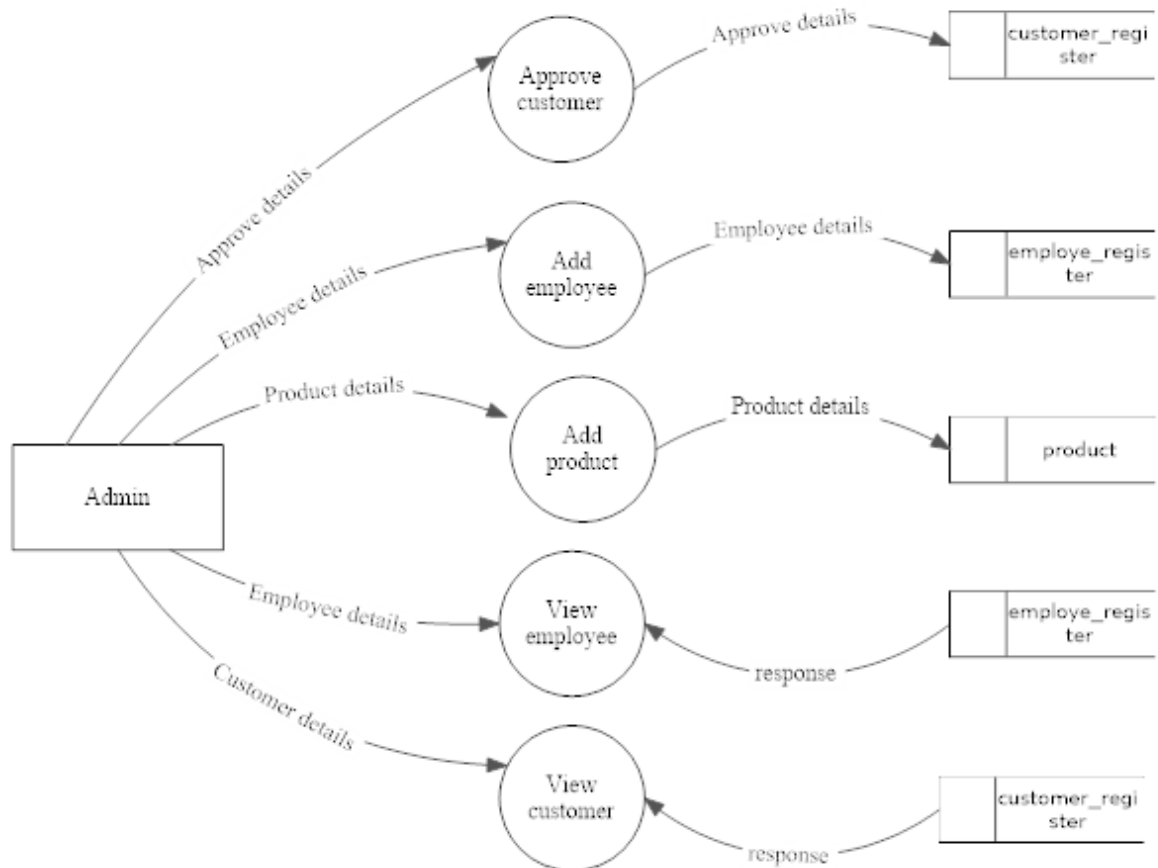 Approve details
customer_regi
ster
Approve
customer
Approve details
Employee details
employe_regis
ter
Add
employee
Employee details
Product details
Product details
Add
product
product
Admin
Employee details
View
employee
employe_regis
ter
response
Customer details
View
customer
customer_regi
ster
response